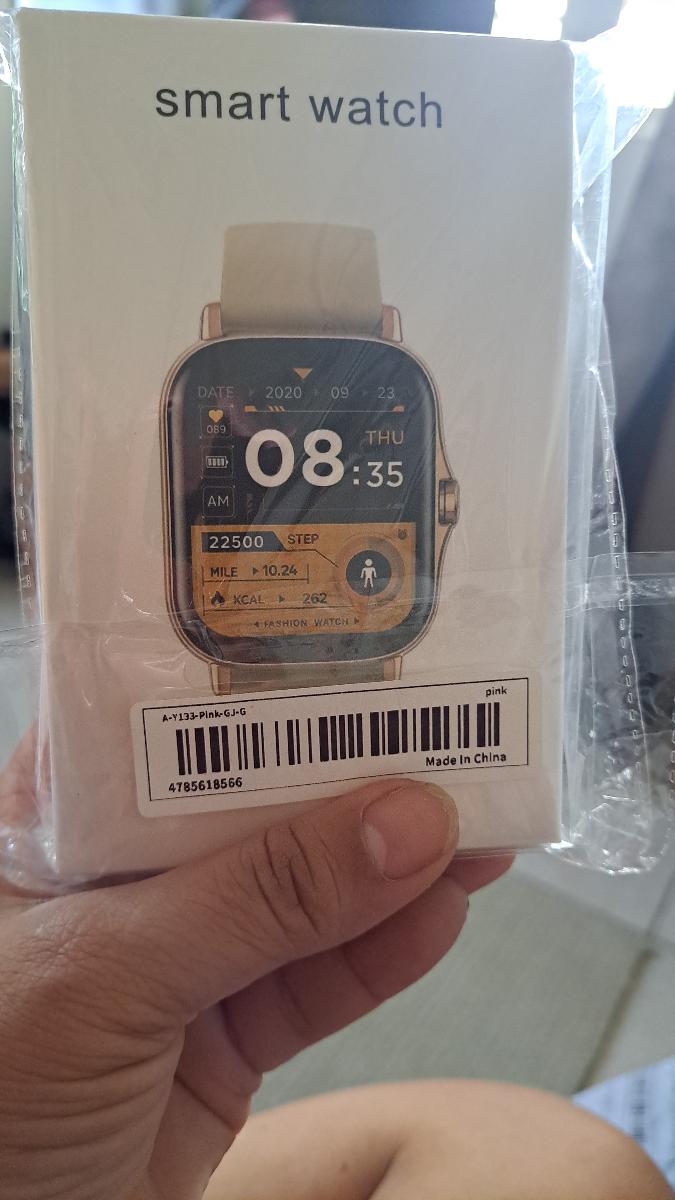 smart watch
DATE 2020 09 23
089
THU
08:35
AM
22500 STEP
MILE 10.24
KCAL 262
FASHION WATCH
A-Y133-Pink-GJ-G
pink
4785618566
Made In China